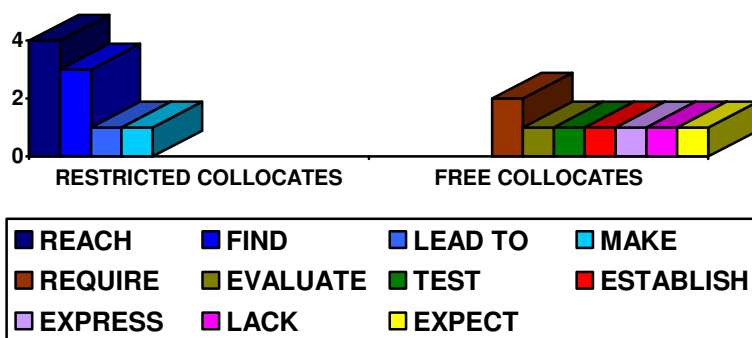 4
2
0
RESTRICTED COLLOCATES FREE COLLOCATES
REACH FIND LEAD TO MAKE
REQUIRE EVALUATE TEST ESTABLISH
EXPRESS LACK EXPECT